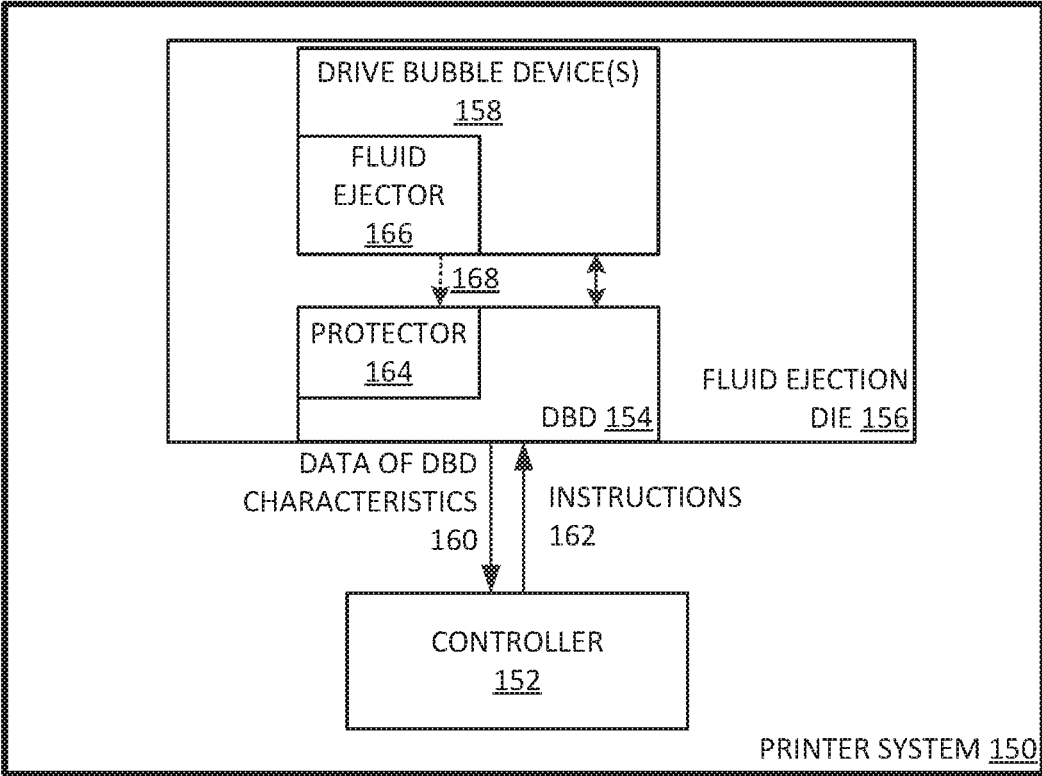 DRIVE BUBBLE DEVICE(S)
158
FLUID
EJECTOR
166
168
PROTECTOR
164
DBD 154
FLUID EJECTION
DIE 156
DATA OF DBD
CHARACTERISTICS
160
INSTRUCTIONS
162
CONTROLLER
152
PRINTER SYSTEM 150